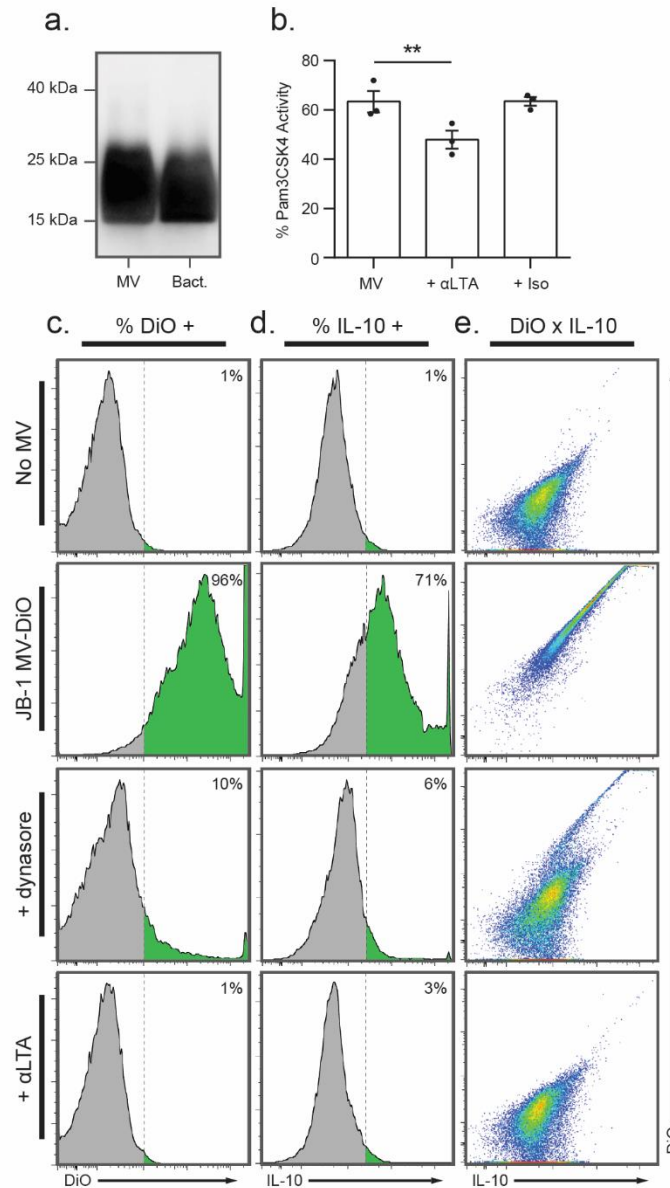 a.
40 kDa
25 kDa
15 kDa
MV Bact.
b.
**
% Pam3CSK4 Activity
80
60
40
20
0
MV + αLTA + Iso
c. % DiO +
d. % IL-10 +
e. DiO x IL-10
No MV
1%
1%
JB-1 MV-DiO
96%
71%
+ dynasore
10%
6%
+ αLTA
1%
3%
DiO
IL-10
IL-10
DiO